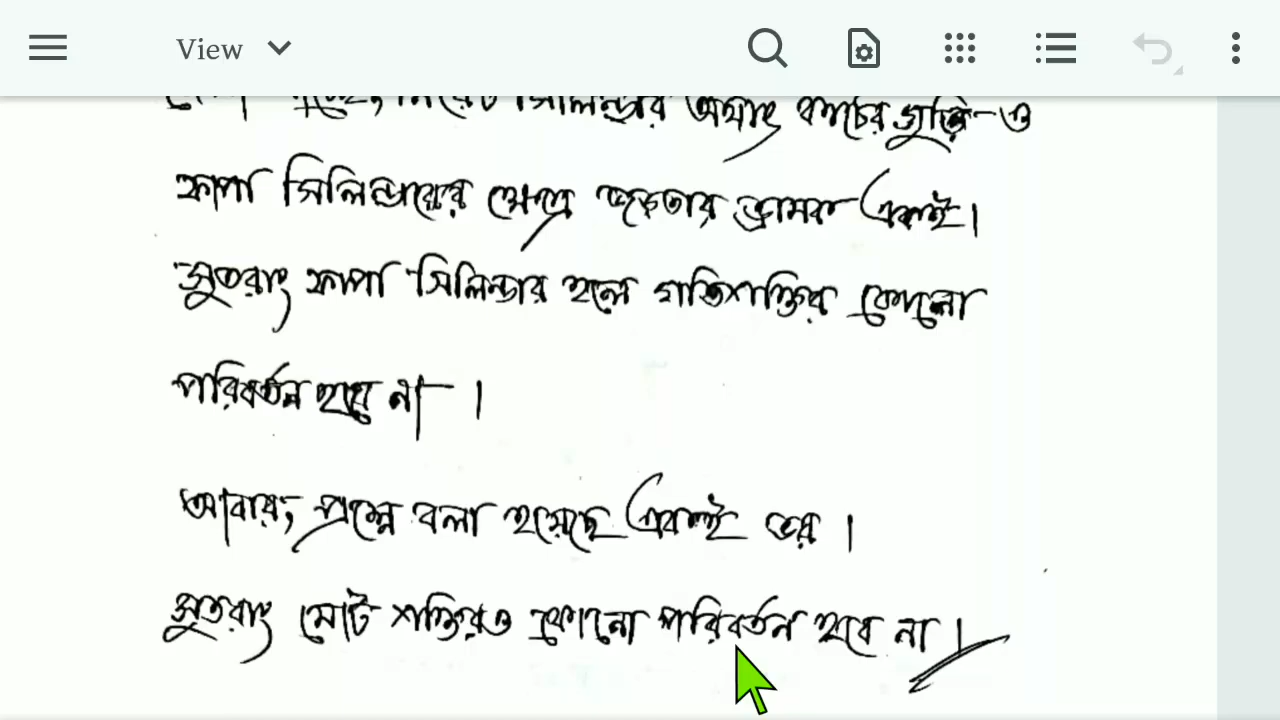 View
সিলিন্ডার অর্থাৎ কাঠের গুড়ি-ও
ফাপা সিলিন্ডারের ক্ষেত্রে জড়তার ভ্রামক একই।
সুতরাং ফাপা সিলিন্ডার হলে গতিশক্তির কোনো
পরিবর্তন হবে না।
আবার, প্রশ্নে বলা হয়েছে একই ভর।
সুতরাং মোট শক্তিরও কোনো পরিবর্তন হবে না।